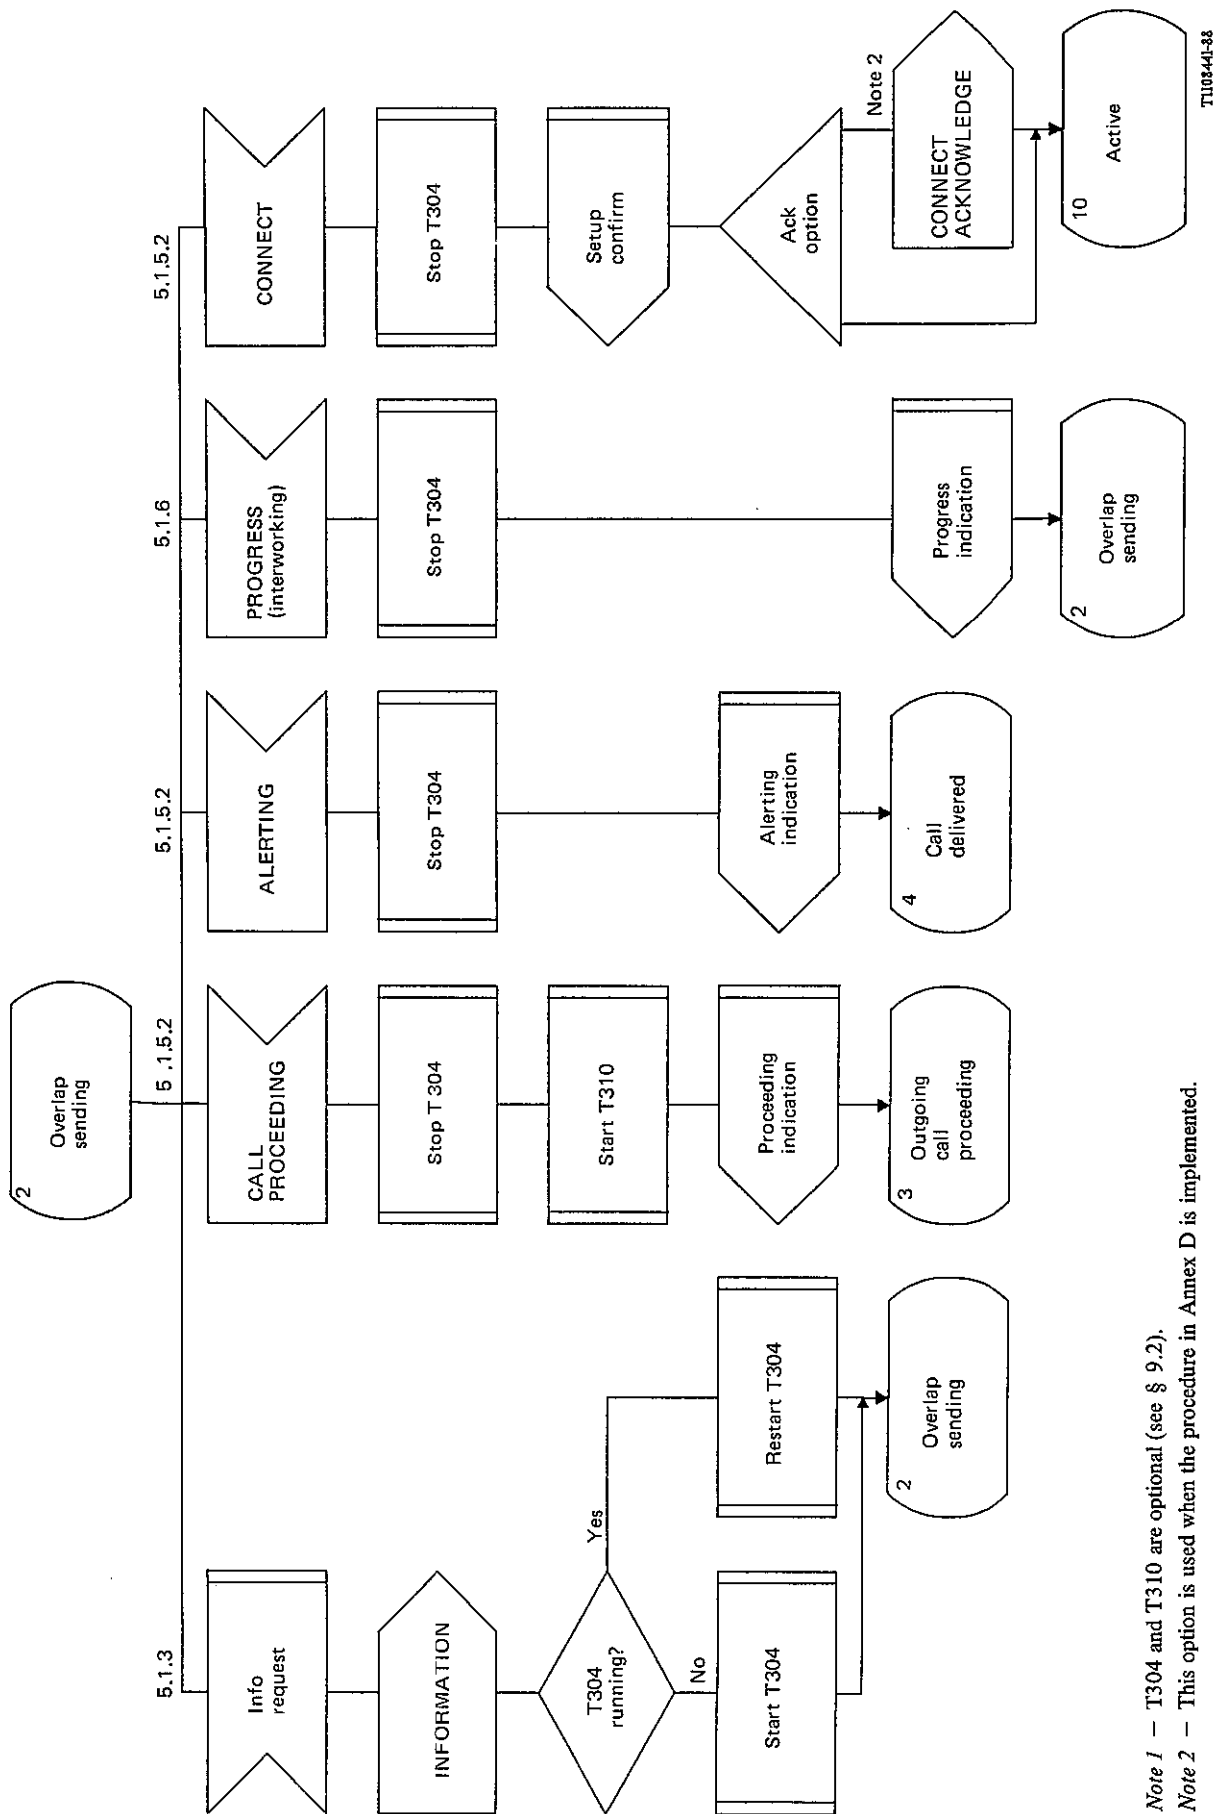 2
Overlap
sending
5.1.3
5.1.5.2
5.1.5.2
5.1.6
5.1.5.2
Info
request
CALL
PROCEEDING
ALERTING
PROGRESS
(interworking)
CONNECT
INFORMATION
Stop T304
Stop T304
Stop T304
Stop T304
T304
running?
Yes
No
Start T310
Setup
confirm
Start T304
Restart T304
Proceeding
indication
Alerting
indication
Ack
option
Note 2
2
Overlap
sending
3
Outgoing
call
proceeding
4
Call
delivered
Progress
indication
CONNECT
ACKNOWLEDGE
2
Overlap
sending
10
Active
Note 1 – T304 and T310 are optional (see § 9.2).
Note 2 – This option is used when the procedure in Annex D is implemented.
T1108441-88